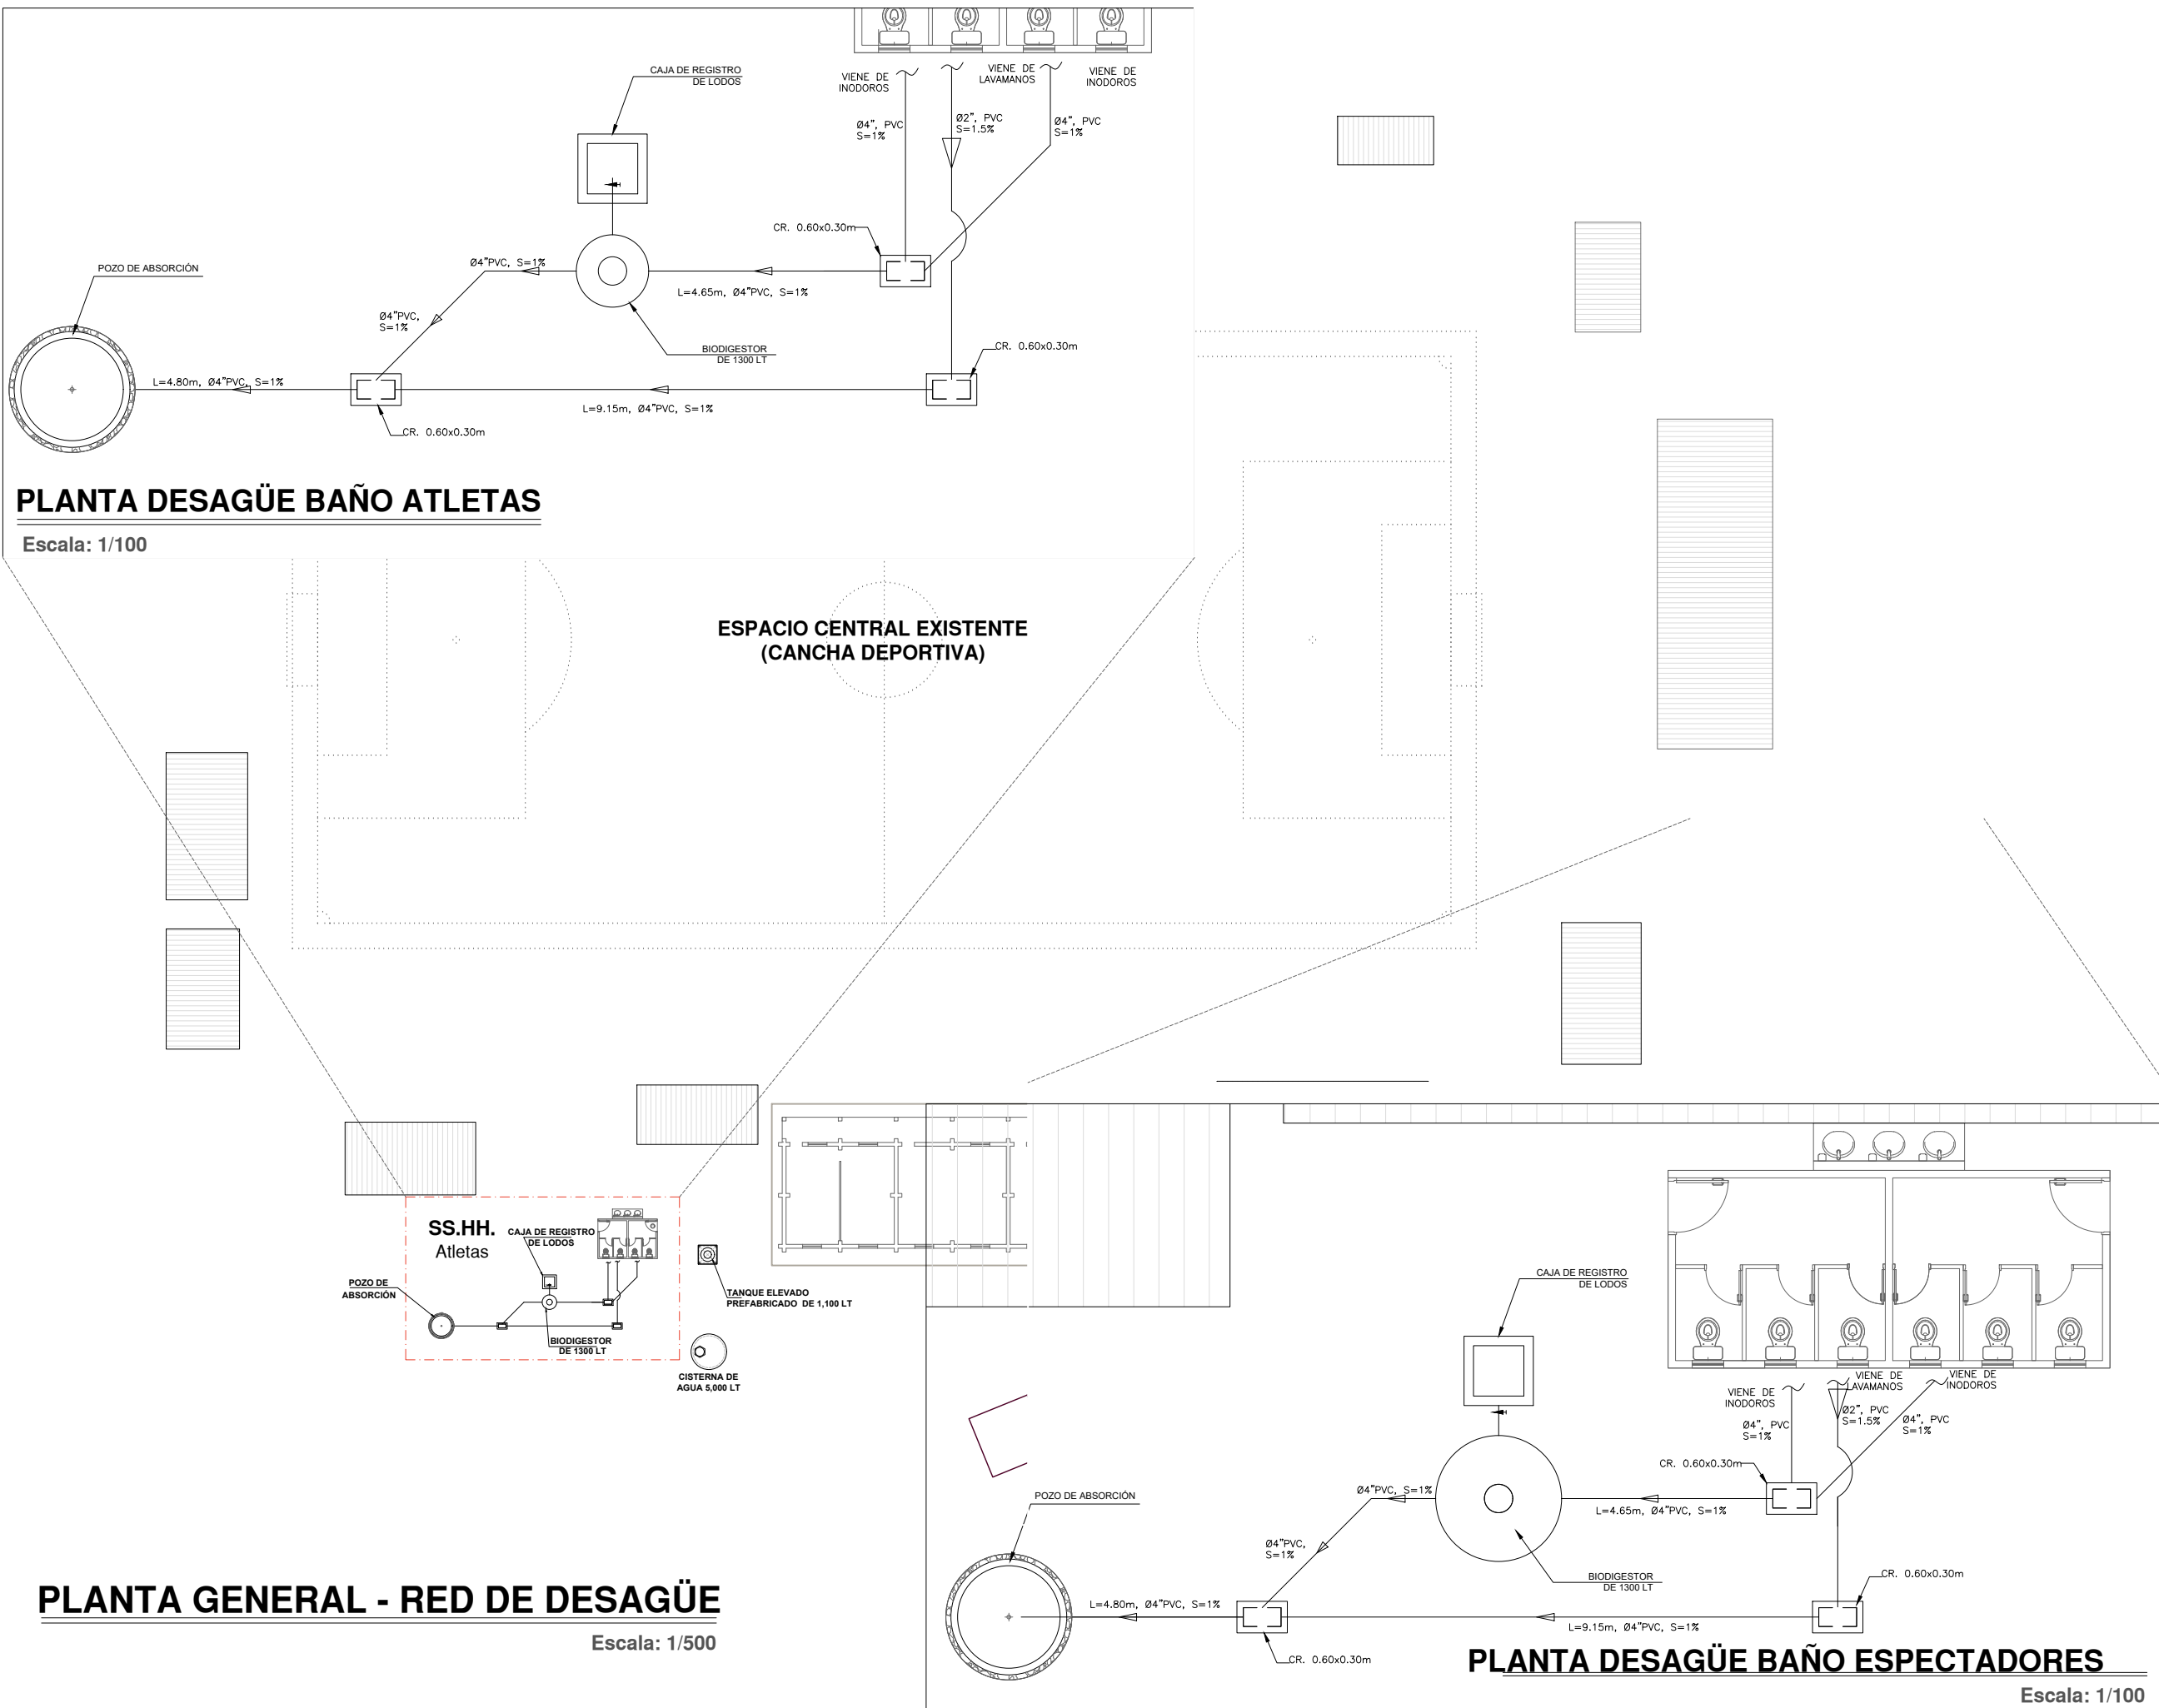 CAJA DE REGISTRO
DE LODOS
VIENE DE
INODOROS
VIENE DE
LAVAMANOS
VIENE DE
INODOROS
Ø4", PVC
S=1%
Ø2", PVC
S=1.5%
Ø4", PVC
S=1%
CR. 0.60x0.30m
POZO DE ABSORCIÓN
Ø4"PVC, S=1%
L=4.65m, Ø4"PVC, S=1%
Ø4"PVC,
S=1%
BIODIGESTOR
DE 1300 LT
CR. 0.60x0.30m
L=4.80m, Ø4"PVC, S=1%
L=9.15m, Ø4"PVC, S=1%
CR. 0.60x0.30m
PLANTA DESAGÜE BAÑO ATLETAS
Escala: 1/100
ESPACIO CENTRAL EXISTENTE
(CANCHA DEPORTIVA)
SS.HH.
Atletas
CAJA DE REGISTRO
DE LODOS
POZO DE
ABSORCIÓN
BIODIGESTOR
DE 1300 LT
TANQUE ELEVADO
PREFABRICADO DE 1,100 LT
CISTERNA DE
AGUA 5,000 LT
PLANTA GENERAL - RED DE DESAGÜE
Escala: 1/500
CAJA DE REGISTRO
DE LODOS
VIENE DE
INODOROS
VIENE DE
LAVAMANOS
VIENE DE
INODOROS
Ø4", PVC
S=1%
Ø2", PVC
S=1.5%
Ø4", PVC
S=1%
CR. 0.60x0.30m
POZO DE ABSORCIÓN
Ø4"PVC, S=1%
L=4.65m, Ø4"PVC, S=1%
Ø4"PVC,
S=1%
BIODIGESTOR
DE 1300 LT
CR. 0.60x0.30m
L=4.80m, Ø4"PVC, S=1%
L=9.15m, Ø4"PVC, S=1%
CR. 0.60x0.30m
PLANTA DESAGÜE BAÑO ESPECTADORES
Escala: 1/100